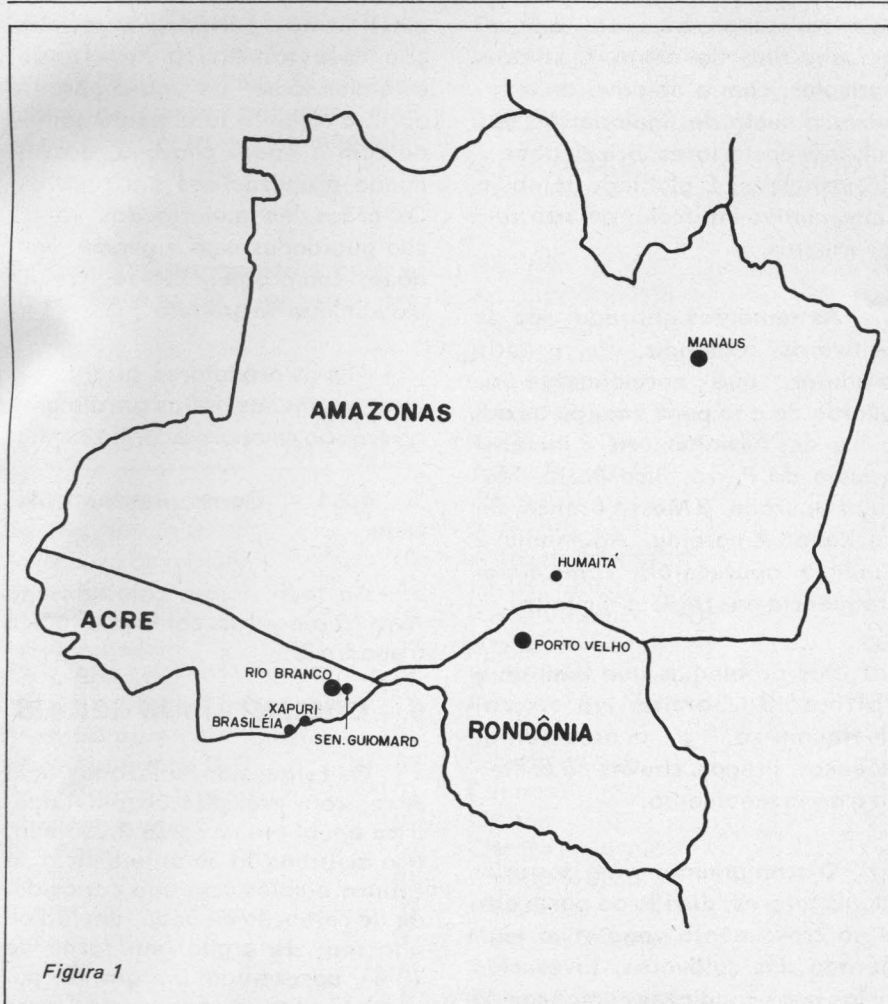 MANAUS
AMAZONAS
HUMAITÁ
ACRE
PORTO VELHO
RIO BRANCO
XAPURI
BRASILÉIA
SEN. GUIOMARD
RONDÔNIA
Figura 1